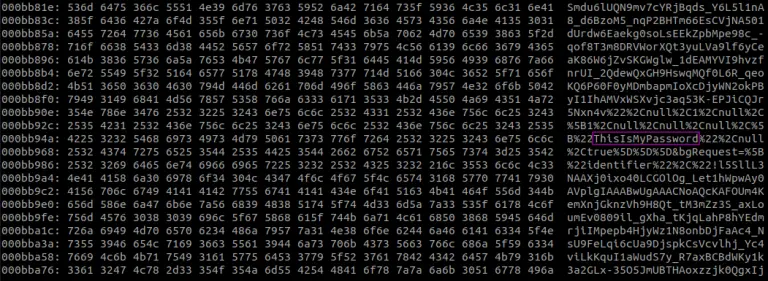 000bb81e: 536d 6475 366c 5551 4e39 6d76 3763 5952 6a42 7164 735f 5936 4c35 6c31 6e41 Smdu6lUQN9mv7cYRjBqds_Y6L5l1nA
000bb83c: 385f 6436 427a 6f4d 355f 6e71 5032 4248 546d 3636 4573 4356 6a4e 4135 3031 8_d6BzoM5_nqP2BHTm66EsCVjNA501
000bb85a: 6455 7264 7736 4561 656b 6730 736f 4c73 4545 6b5a 7062 4d70 6539 3863 5f2d dUrdw6Eaekg0soLsEEkZpbMpe98c_-
000bb878: 716f 6638 5433 6d38 4452 5657 6f72 5851 7433 7975 4c56 6139 6c66 3679 4365 qof8T3m8DRVWorXQt3yuLVa9lf6yCe
000bb896: 614b 3836 5736 6a5a 7653 4b47 5767 6c77 5f31 6445 414d 5956 4939 6876 7a66 aK86W6jZvSKGWglw_1dEAMYVI9hvzf
000bb8b4: 6e72 5549 5f32 5164 6577 5178 4748 3948 7377 714d 5166 304c 3652 5f71 656f nrUI_2QdewQxGH9HswqMQf0L6R_qeo
000bb8d2: 4b51 3650 3630 4630 794d 446d 6261 706d 496f 5863 446a 7957 4e32 6f6b 5042 KQ6P60F0yMDmbapmIoXcDjyWN2okPB
000bb8f0: 7949 3149 6841 4d56 7857 5358 766a 6333 6171 3533 4b2d 4550 4a69 4351 4a72 yI1IhAMVxWSXvjc3aq53K-EPJiCQJr
000bb90e: 354e 786e 3476 2532 3225 3243 6e75 6c6c 2532 4331 2532 436e 756c 6c25 3243 5Nxn4v%22%2Cnull%2C1%2Cnull%2C
000bb92c: 2535 4231 2532 436e 756c 6c25 3243 6e75 6c6c 2532 436e 756c 6c25 3243 2535 %5B1%2Cnull%2Cnull%2Cnull%2C%5
000bb94a: 4225 3232 5468 6973 4973 4d79 5061 7373 776f 7264 2532 3225 3243 6e75 6c6c B%22ThisIsMyPassword%22%2Cnull
000bb968: 2532 4374 7275 6525 3544 2535 4425 3544 2662 6752 6571 7565 7374 3d25 3542 %2Ctrue%5D%5D%5D&bgRequest=%5B
000bb986: 2532 3269 6465 6e74 6966 6965 7225 3232 2532 4325 3232 216c 3553 6c6c 4c33 %22identifier%22%2C%22!l5SllL3
000bb9a4: 4e41 4158 6a30 6978 6f34 304c 4347 4f6c 4f67 5f4c 6574 3168 5770 7741 7930 NAAXj0ixo40LCGOlOg_Let1hWpwAy0
000bb9c2: 4156 706c 6749 4141 4142 7755 6741 4141 434e 6f41 5163 4b41 464f 556d 344b AVplgIAAABwUgAAACNoAQcKAFOUm4K
000bb9e0: 656d 586e 6a47 6b6e 7a56 6839 4838 5174 5f74 4d33 6d5a 7a33 535f 6178 4c6f emXnjGknzVh9H8Qt_tM3mZz3S_axLo
000bb9fe: 756d 4576 3038 3039 696c 5f67 5868 615f 744b 6a71 4c61 6850 3868 5945 646d umEv0809il_gXha_tKjqLahP8hYEdm
000bba1c: 726a 6c49 4d70 6570 6234 486a 7957 7a31 4e38 6f6e 6244 6a46 6141 6334 5f4e rjlIMpepb4HjyWz1N8onbDjFaAc4_N
000bba3a: 7355 3946 654c 7169 3663 5561 3944 6a73 706b 4373 5663 766c 686a 5f59 6334 sU9FeLqi6cUa9DjspkCsVcvlhj_Yc4
000bba58: 7669 4c6b 4b71 7549 3161 5775 6453 3779 5f52 3761 7842 4342 6457 4b79 316b viLkKquI1aWudS7y_R7axBCBdWKy1k
000bba76: 3361 3247 4c78 2d33 354f 354a 6d55 4254 4841 6f78 7a7a 6a6b 3051 6778 496a 3a2GLx-35O5JmUBTHAoxzzjk0QgxIj